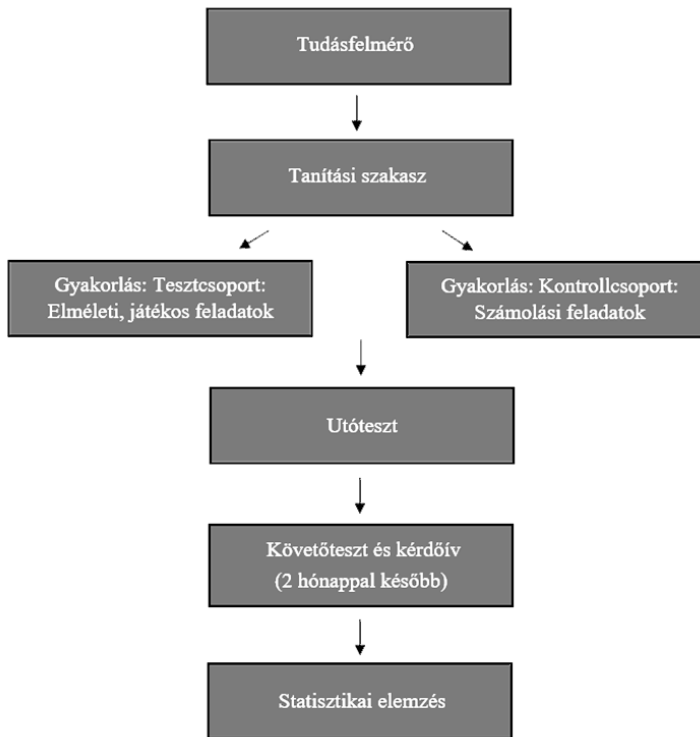 Tudásfelmérő
Tanítási szakasz
Gyakorlás: Tesztcsoport:
Elméleti, játékos feladatok
Gyakorlás: Kontrollcsoport:
Számolási feladatok
Utóteszt
Követőteszt és kérdőív
(2 hónappal később)
Statisztikai elemzés